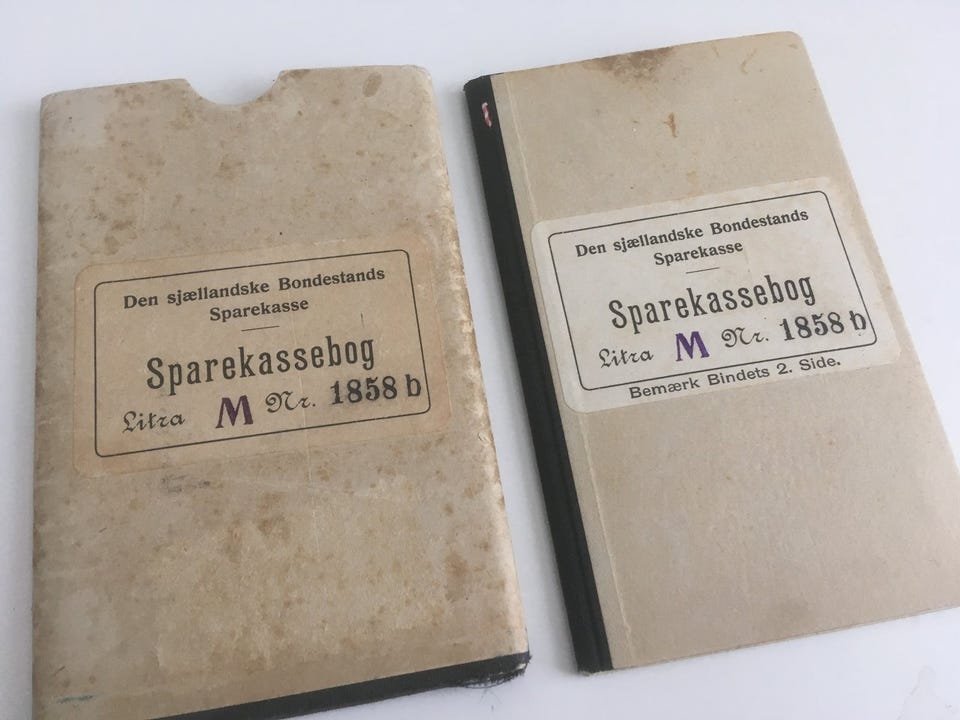 Den sjællandske Bondestands
Sparekasse
Sparekassebog
Litra M Nr. 1858 b
Den sjællandske Bondestands
Sparekasse
Sparekassebog
Litra M Nr. 1858 b
Bemærk Bindets 2. Side.